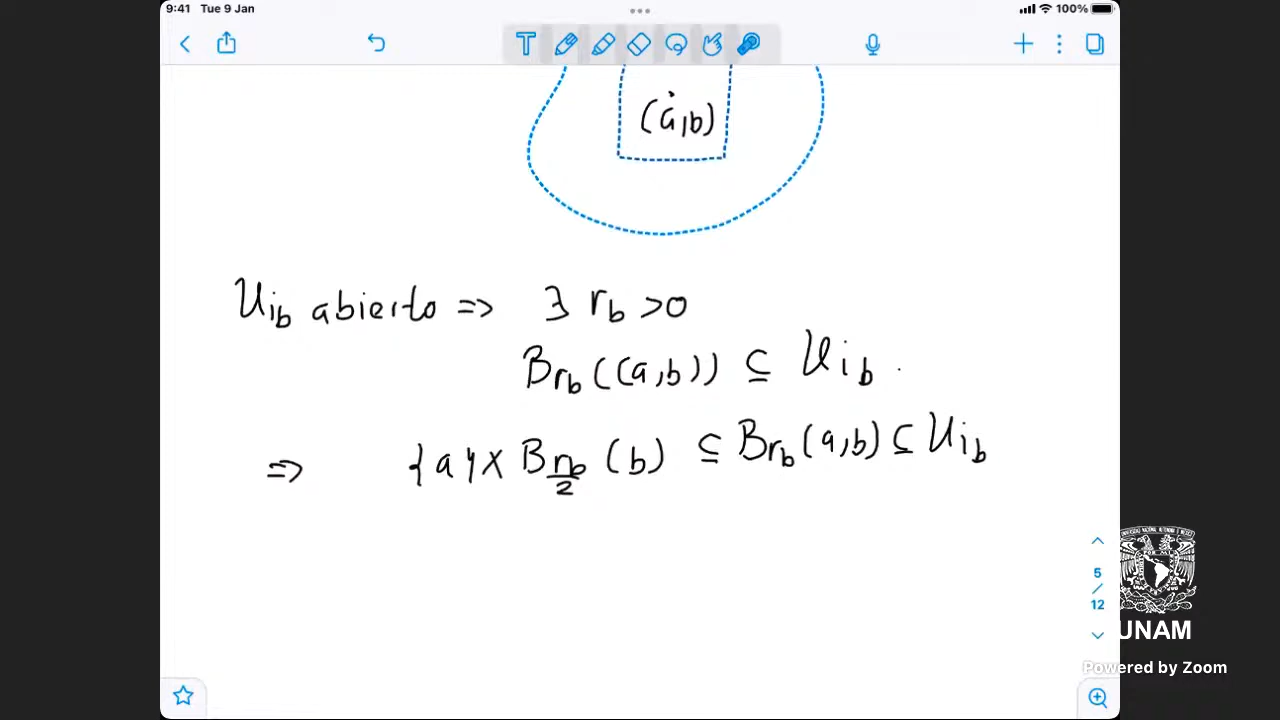 9:41 Tue 9 Jan
100%
(a,b)
U_{i_b} abierto => ∃ r_b >0
B_{r_b}((a,b)) ⊆ U_{i_b}.
=> {a}× B_{r_b/2}(b) ⊆ B_{r_b}(a,b) ⊆ U_{i_b}
5
/
12
UNAM
Powered by Zoom